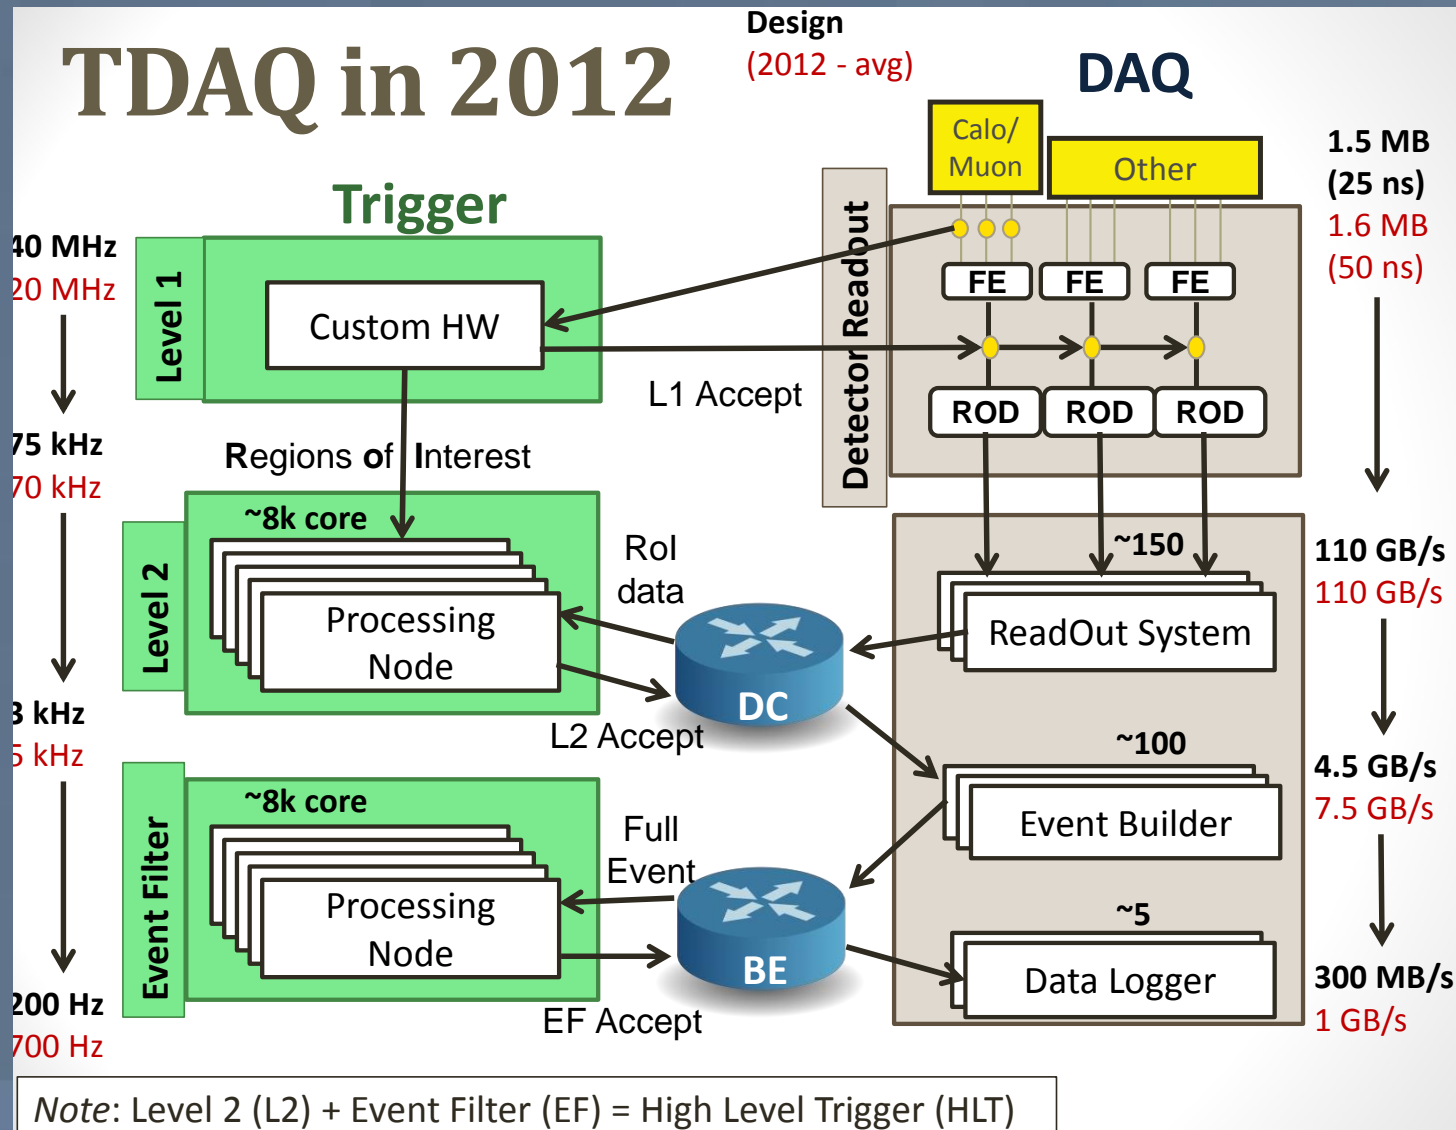 TDAQ in 2012
Design
(2012 - avg)
DAQ
Trigger
40 MHz
20 MHz
Level 1
Custom HW
L1 Accept
Regions of Interest
75 kHz
70 kHz
Detector Readout
Calo/
Muon
Other
FE
FE
FE
ROD
ROD
ROD
1.5 MB
(25 ns)
1.6 MB
(50 ns)
Level 2
~8k core
Processing
Node
RoI
data
L2 Accept
DC
~150
ReadOut System
110 GB/s
110 GB/s
3 kHz
5 kHz
Event Filter
~8k core
Processing
Node
Full
Event
EF Accept
BE
~100
Event Builder
4.5 GB/s
7.5 GB/s
~5
Data Logger
300 MB/s
1 GB/s
200 Hz
700 Hz
Note: Level 2 (L2) + Event Filter (EF) = High Level Trigger (HLT)